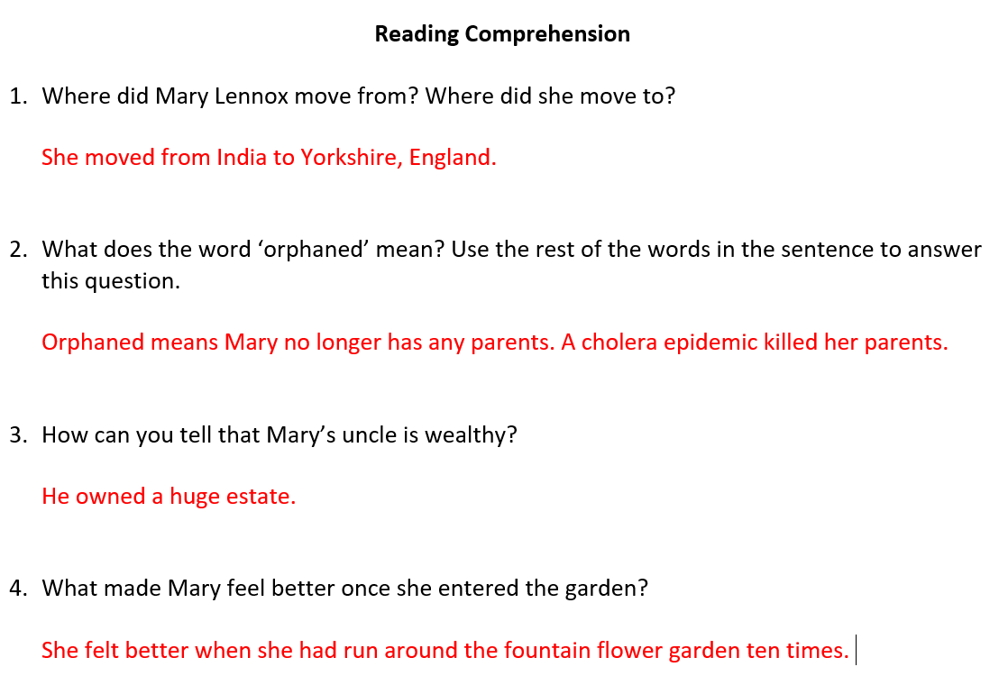 Reading Comprehension
1. Where did Mary Lennox move from? Where did she move to?
She moved from India to Yorkshire, England.
2. What does the word ‘orphaned’ mean? Use the rest of the words in the sentence to answer
this question.
Orphaned means Mary no longer has any parents. A cholera epidemic killed her parents.
3. How can you tell that Mary’s uncle is wealthy?
He owned a huge estate.
4. What made Mary feel better once she entered the garden?
She felt better when she had run around the fountain flower garden ten times.